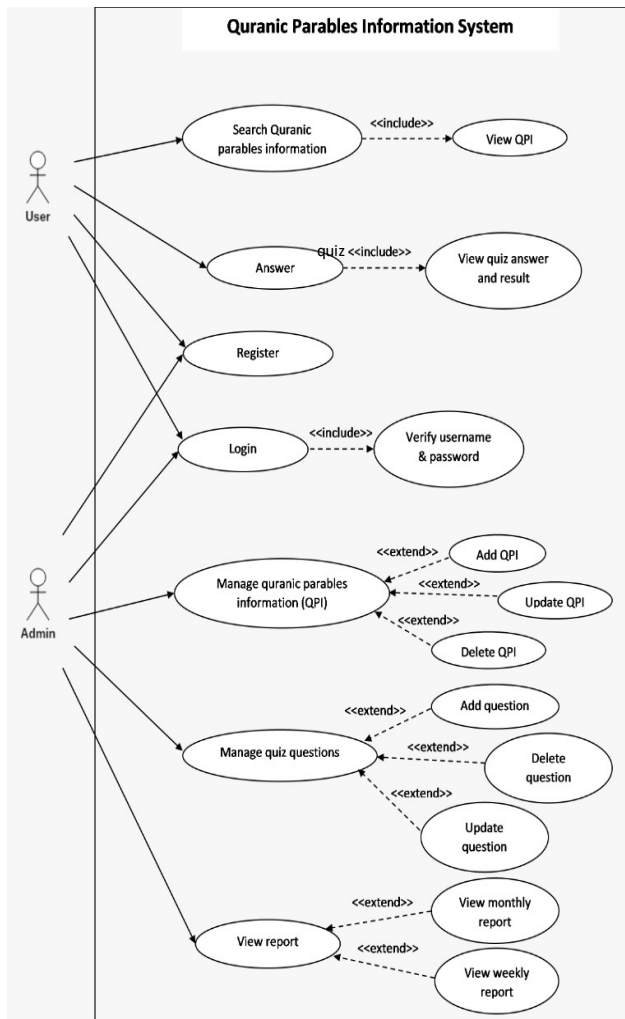 Quranic Parables Information System
Search Quranic
parables information
<<include>>
View QPI
User
Answer
quiz <<include>>
View quiz answer
and result
Register
Login
<<include>>
Verify username
& password
Admin
Manage quranic parables
information (QPI)
<<extend>>
Add QPI
<<extend>>
Update QPI
<<extend>>
Delete QPI
Manage quiz questions
<<extend>>
Add question
<<extend>>
Delete
question
<<extend>>
Update
question
View report
<<extend>>
View monthly
report
<<extend>>
View weekly
report